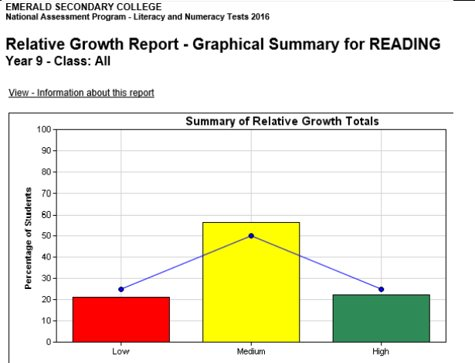 EMERALD SECONDARY COLLEGE
National Assessment Program - Literacy and Numeracy Tests 2016
Relative Growth Report - Graphical Summary for READING
Year 9 - Class: All
View - Information about this report
Summary of Relative Growth Totals
Percentage of Students
100
90
80
70
60
50
40
30
20
10
0
Low Medium High